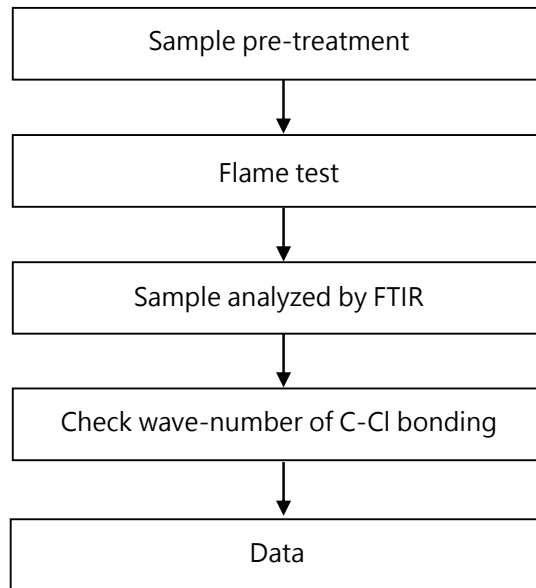 Sample pre-treatment
Flame test
Sample analyzed by FTIR
Check wave-number of C-Cl bonding
Data